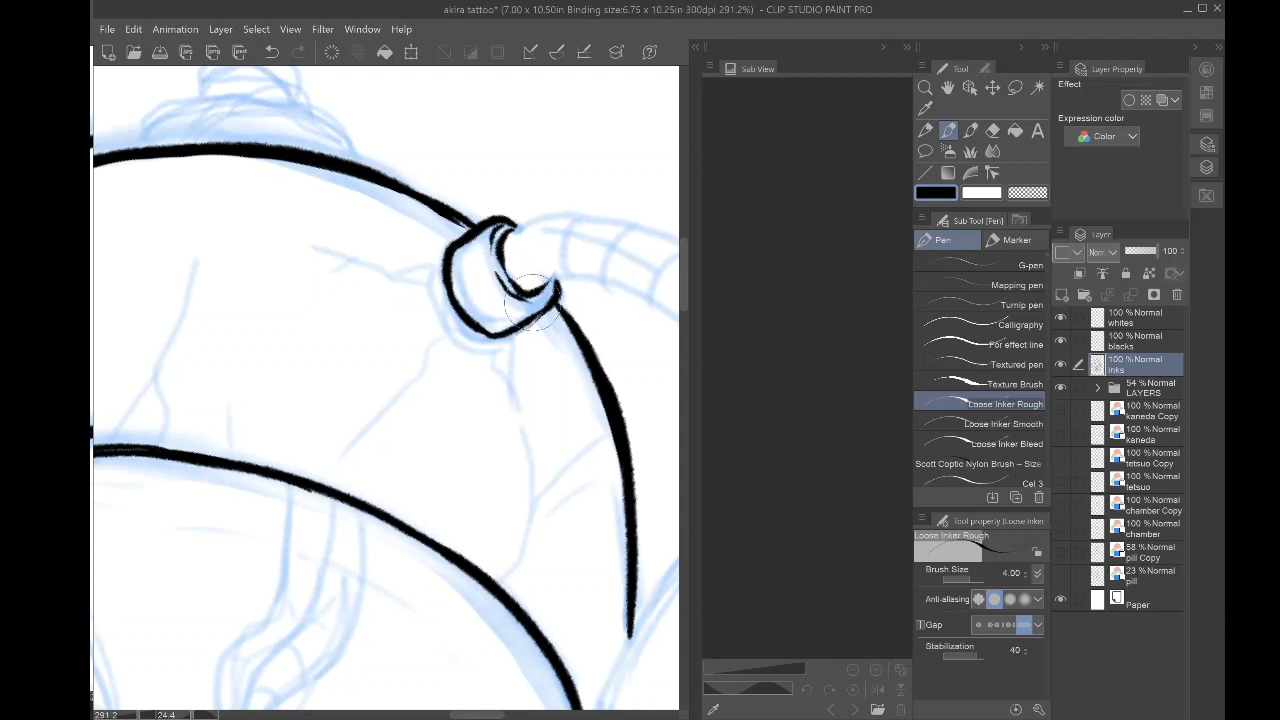 akira tattoo* (7.00 x 10.50in Binding size:6.75 x 10.25in 300dpi 291.2%) - CLIP STUDIO PAINT PRO
File Edit Animation Layer Select View Filter Window Help
Sub View
Tool
Layer Property
Effect
Expression color
Color
Sub Tool [Pen]
Pen
Marker
G-pen
Mapping pen
Turnip pen
Calligraphy
For effect line
Textured pen
Texture Brush
Loose Inker Rough
Loose Inker Smooth
Loose Inker Bleed
Scott Coptic Nylon Brush – Size
Cel 3
Tool property [Loose Inker
Loose Inker Rough
Brush Size 4.00
Anti-aliasing
Gap
Stabilization 40
Layer
Norm 100
100 %Normal
whites
100 %Normal
blacks
100 %Normal
inks
54 %Normal
LAYERS
100 %Normal
kaneda Copy
100 %Normal
kaneda
100 %Normal
tetsuo Copy
100 %Normal
tetsuo
100 %Normal
chamber Copy
100 %Normal
chamber
58 %Normal
pill Copy
23 %Normal
pill
Paper
291.2 24.4